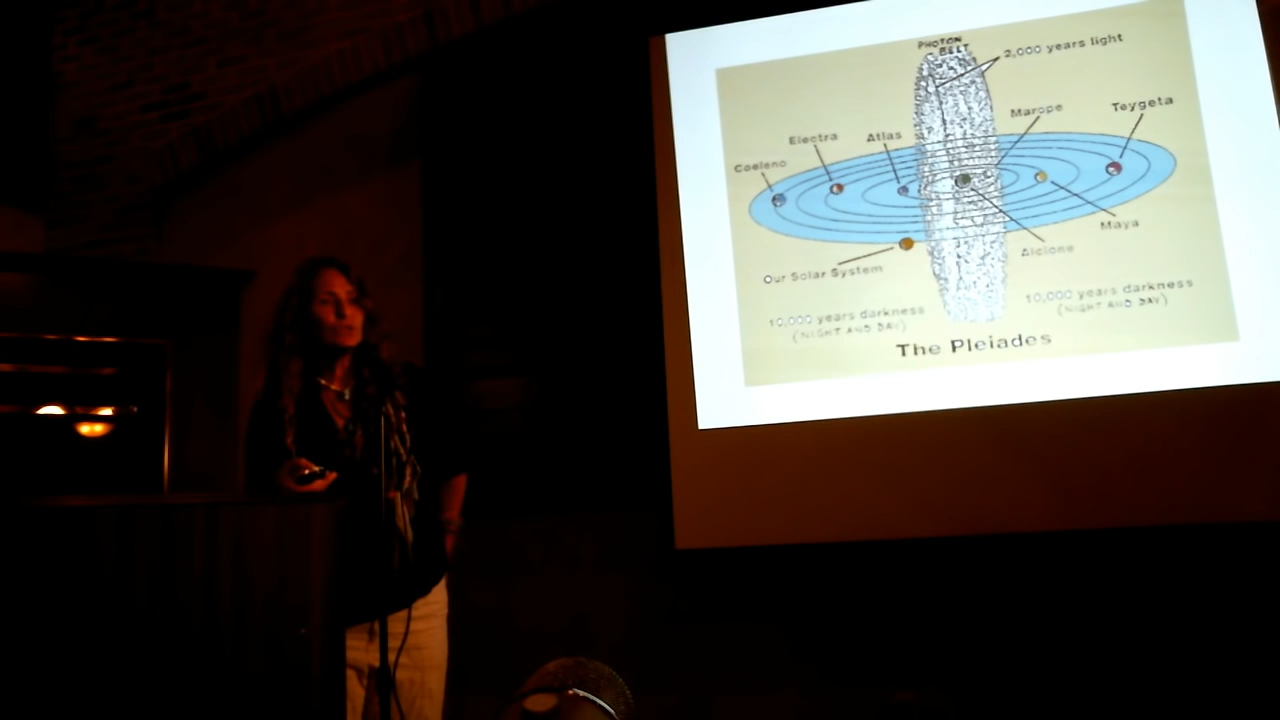 PHOTON
BELT
2,000 years light
Marope
Teygeta
Electra
Atlas
Coeleno
Maya
Alcione
Our Solar System
10,000 years darkness
(NIGHT AND DAY)
10,000 years darkness
(NIGHT AND DAY)
The Pleiades